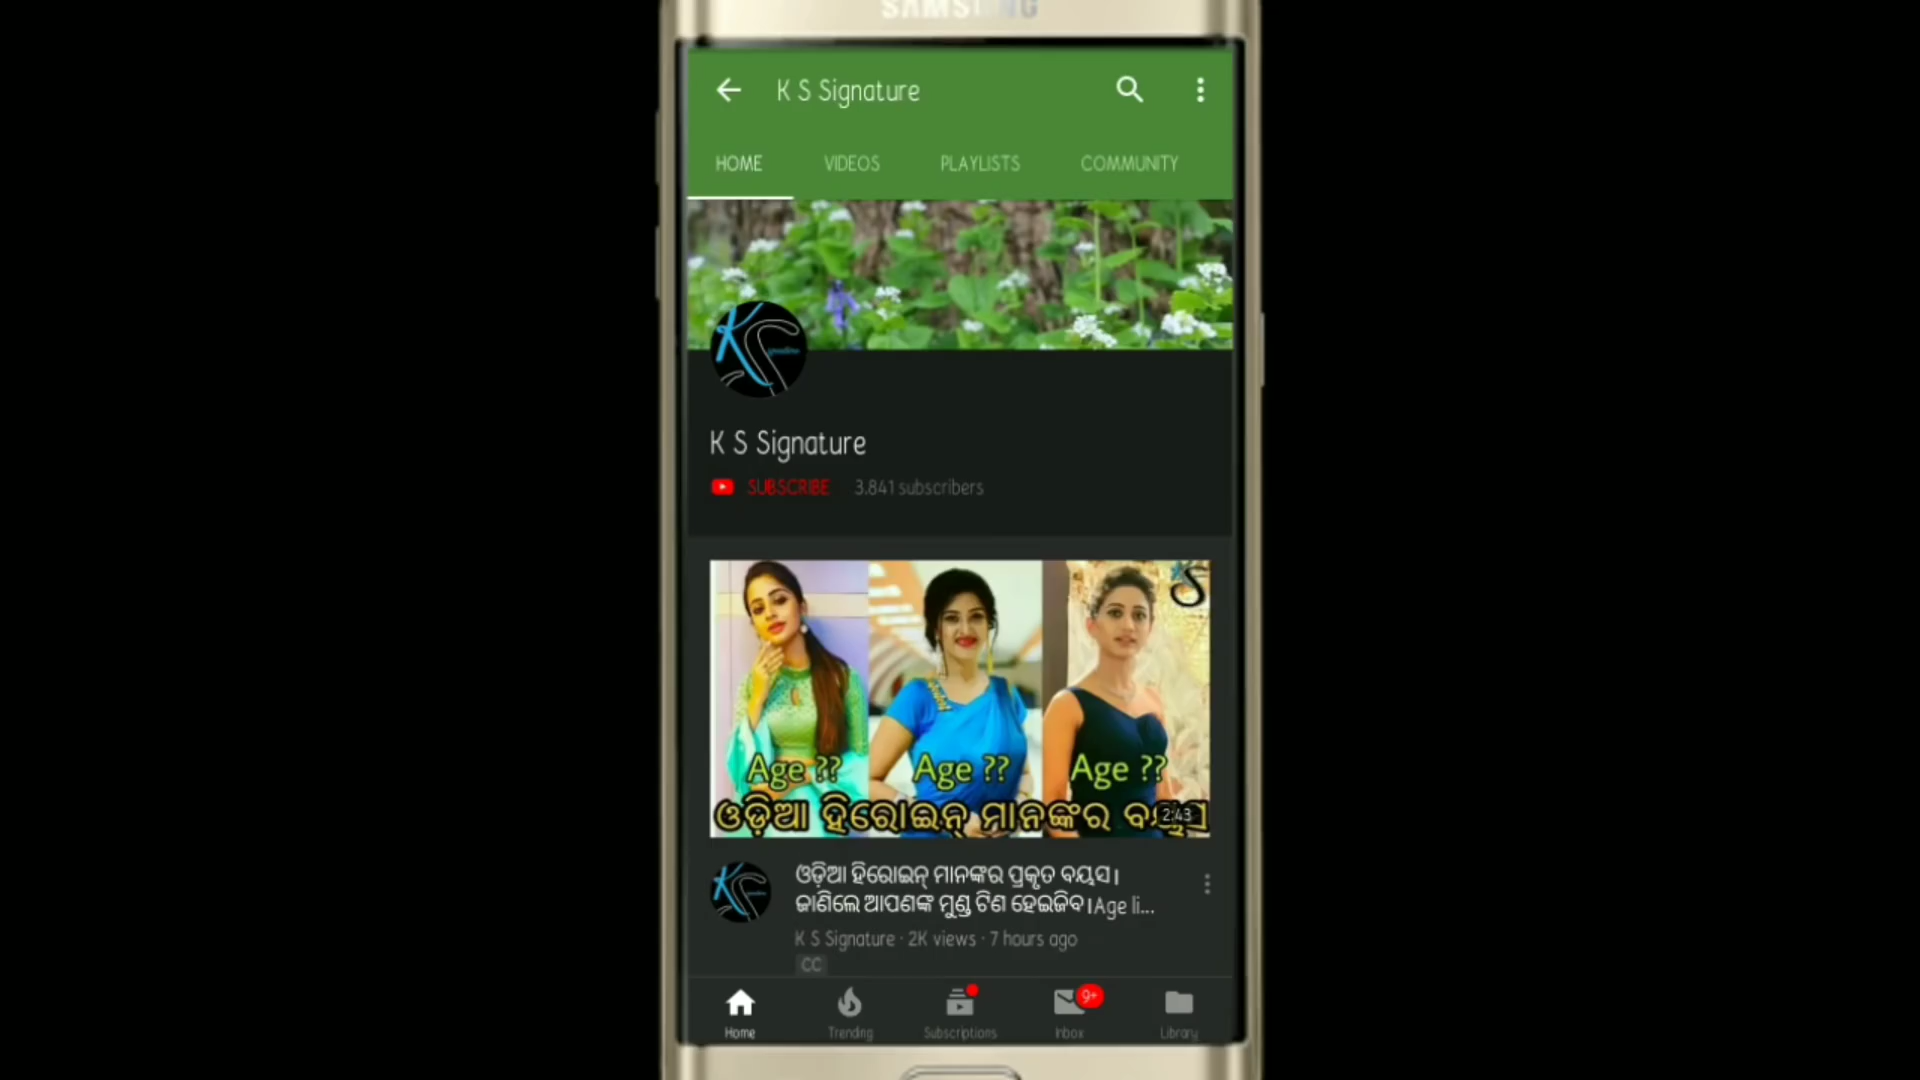 SAMSUNG
K S Signature
HOME VIDEOS PLAYLISTS COMMUNITY
K S Signature
SUBSCRIBE 3.841 subscribers
Age ?? Age ?? Age ??
ଓଡ଼ିଆ ହିରୋଇନ୍ ମାନଙ୍କର ବୟସ
2:43
ଓଡ଼ିଆ ହିରୋଇନ୍ ମାନଙ୍କର ପ୍ରକୃତ ବୟସ।
ଜାଣିଲେ ଆପଣଙ୍କ ମୁଣ୍ଡ ଟିଣ ହେଇଜିବ।Age li...
K S Signature · 2K views · 7 hours ago
CC
9+
Home Trending Subscriptions Inbox Library